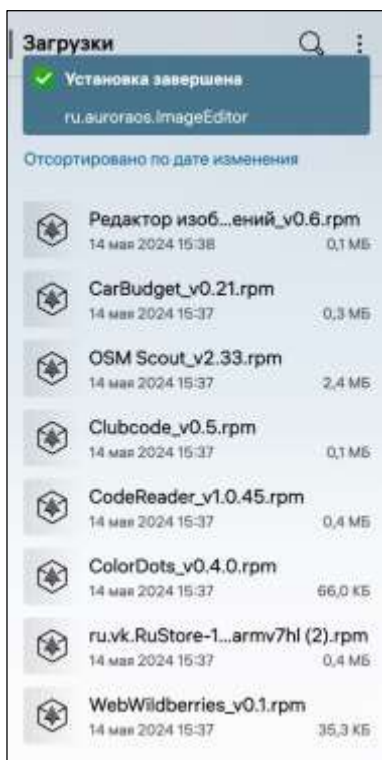 Загрузки
Установка завершена
ru.auroraos.ImageEditor
Отсортировано по дате изменения
Редактор изоб...ений_v0.6.rpm
14 мая 2024 15:38 0,1 МБ
CarBudget_v0.21.rpm
14 мая 2024 15:37 0,3 МБ
OSM Scout_v2.33.rpm
14 мая 2024 15:37 2,4 МБ
Clubcode_v0.5.rpm
14 мая 2024 15:37 0,1 МБ
CodeReader_v1.0.45.rpm
14 мая 2024 15:37 0,4 МБ
ColorDots_v0.4.0.rpm
14 мая 2024 15:37 66,0 КБ
ru.vk.RuStore-1...armv7hl (2).rpm
14 мая 2024 15:37 0,4 МБ
WebWildberries_v0.1.rpm
14 мая 2024 15:37 35,3 КБ